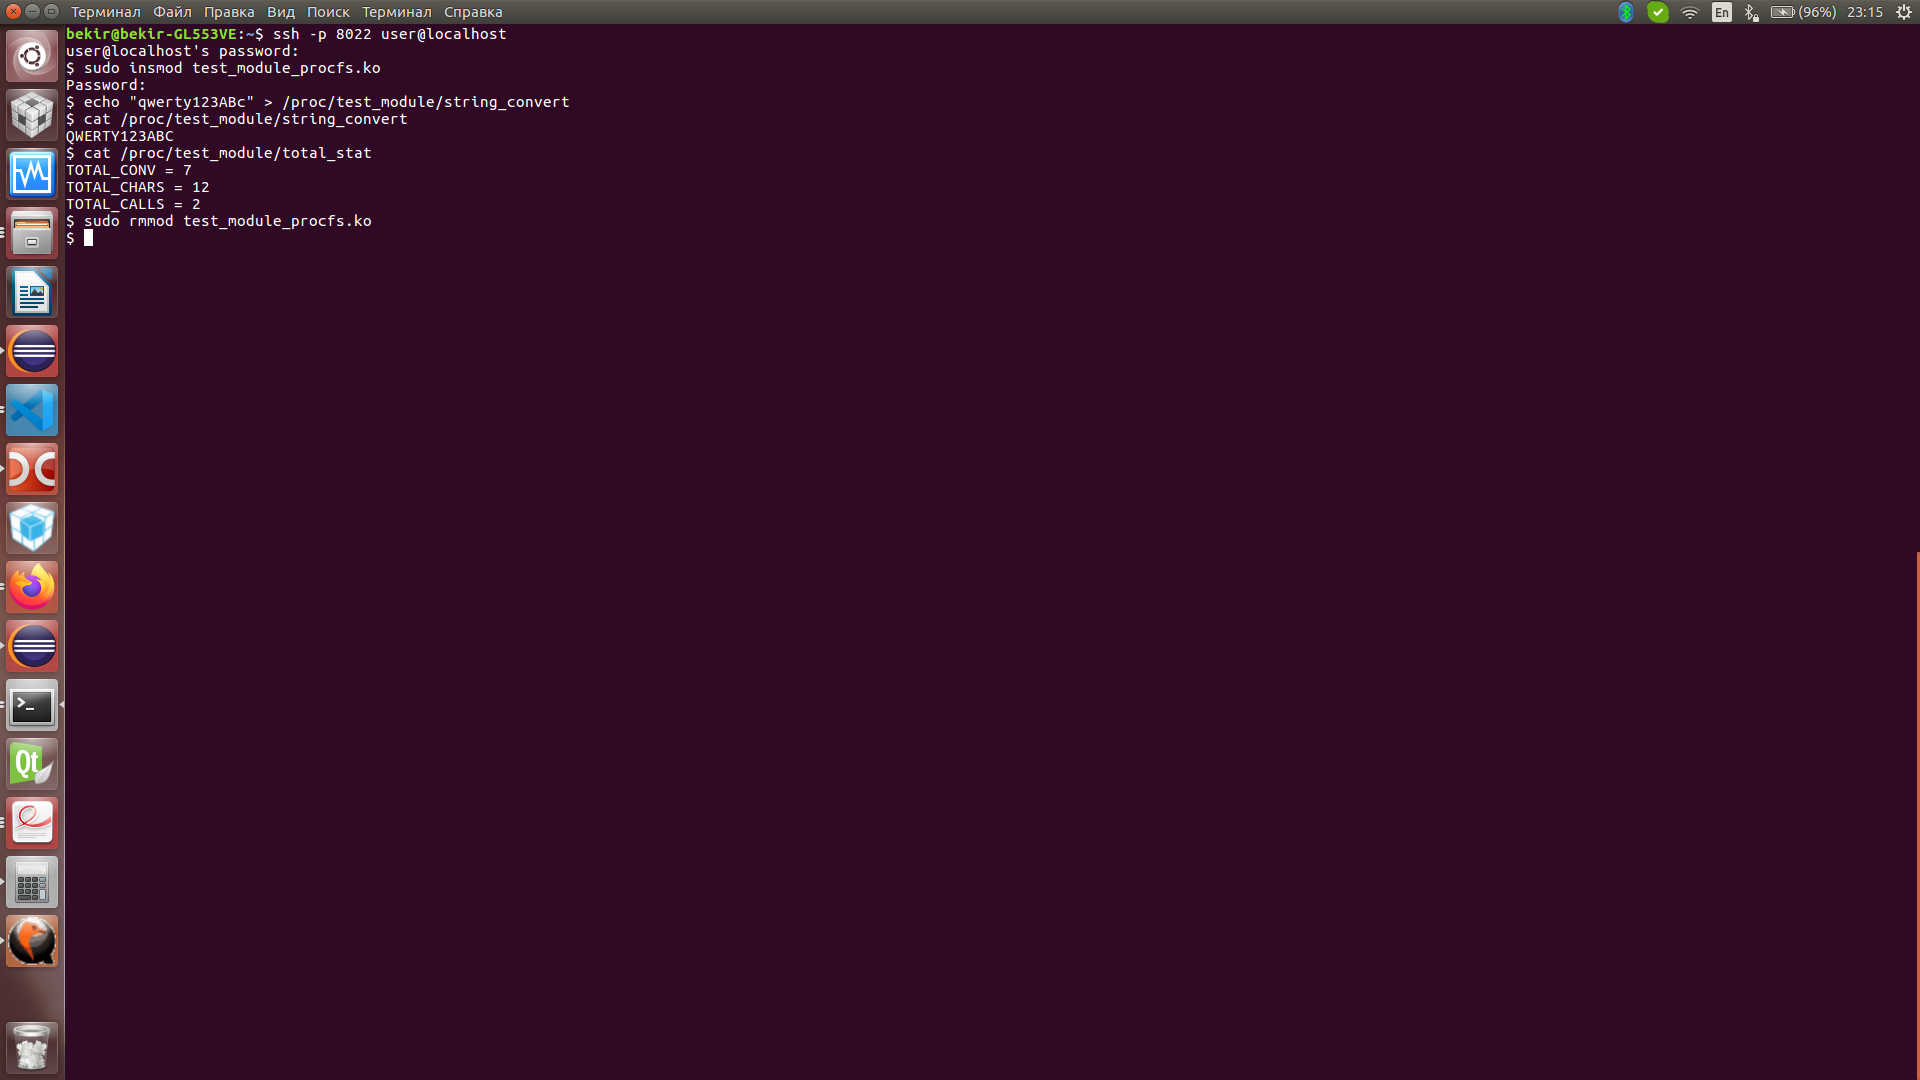 Терминал Файл Правка Вид Поиск Терминал Справка En (96%) 23:15
bekir@bekir-GL553VE:~$ ssh -p 8022 user@localhost
user@localhost's password:
$ sudo insmod test_module_procfs.ko
Password:
$ echo "qwerty123ABc" > /proc/test_module/string_convert
$ cat /proc/test_module/string_convert
QWERTY123ABC
$ cat /proc/test_module/total_stat
TOTAL_CONV = 7
TOTAL_CHARS = 12
TOTAL_CALLS = 2
$ sudo rmmod test_module_procfs.ko
$
>_
Qt